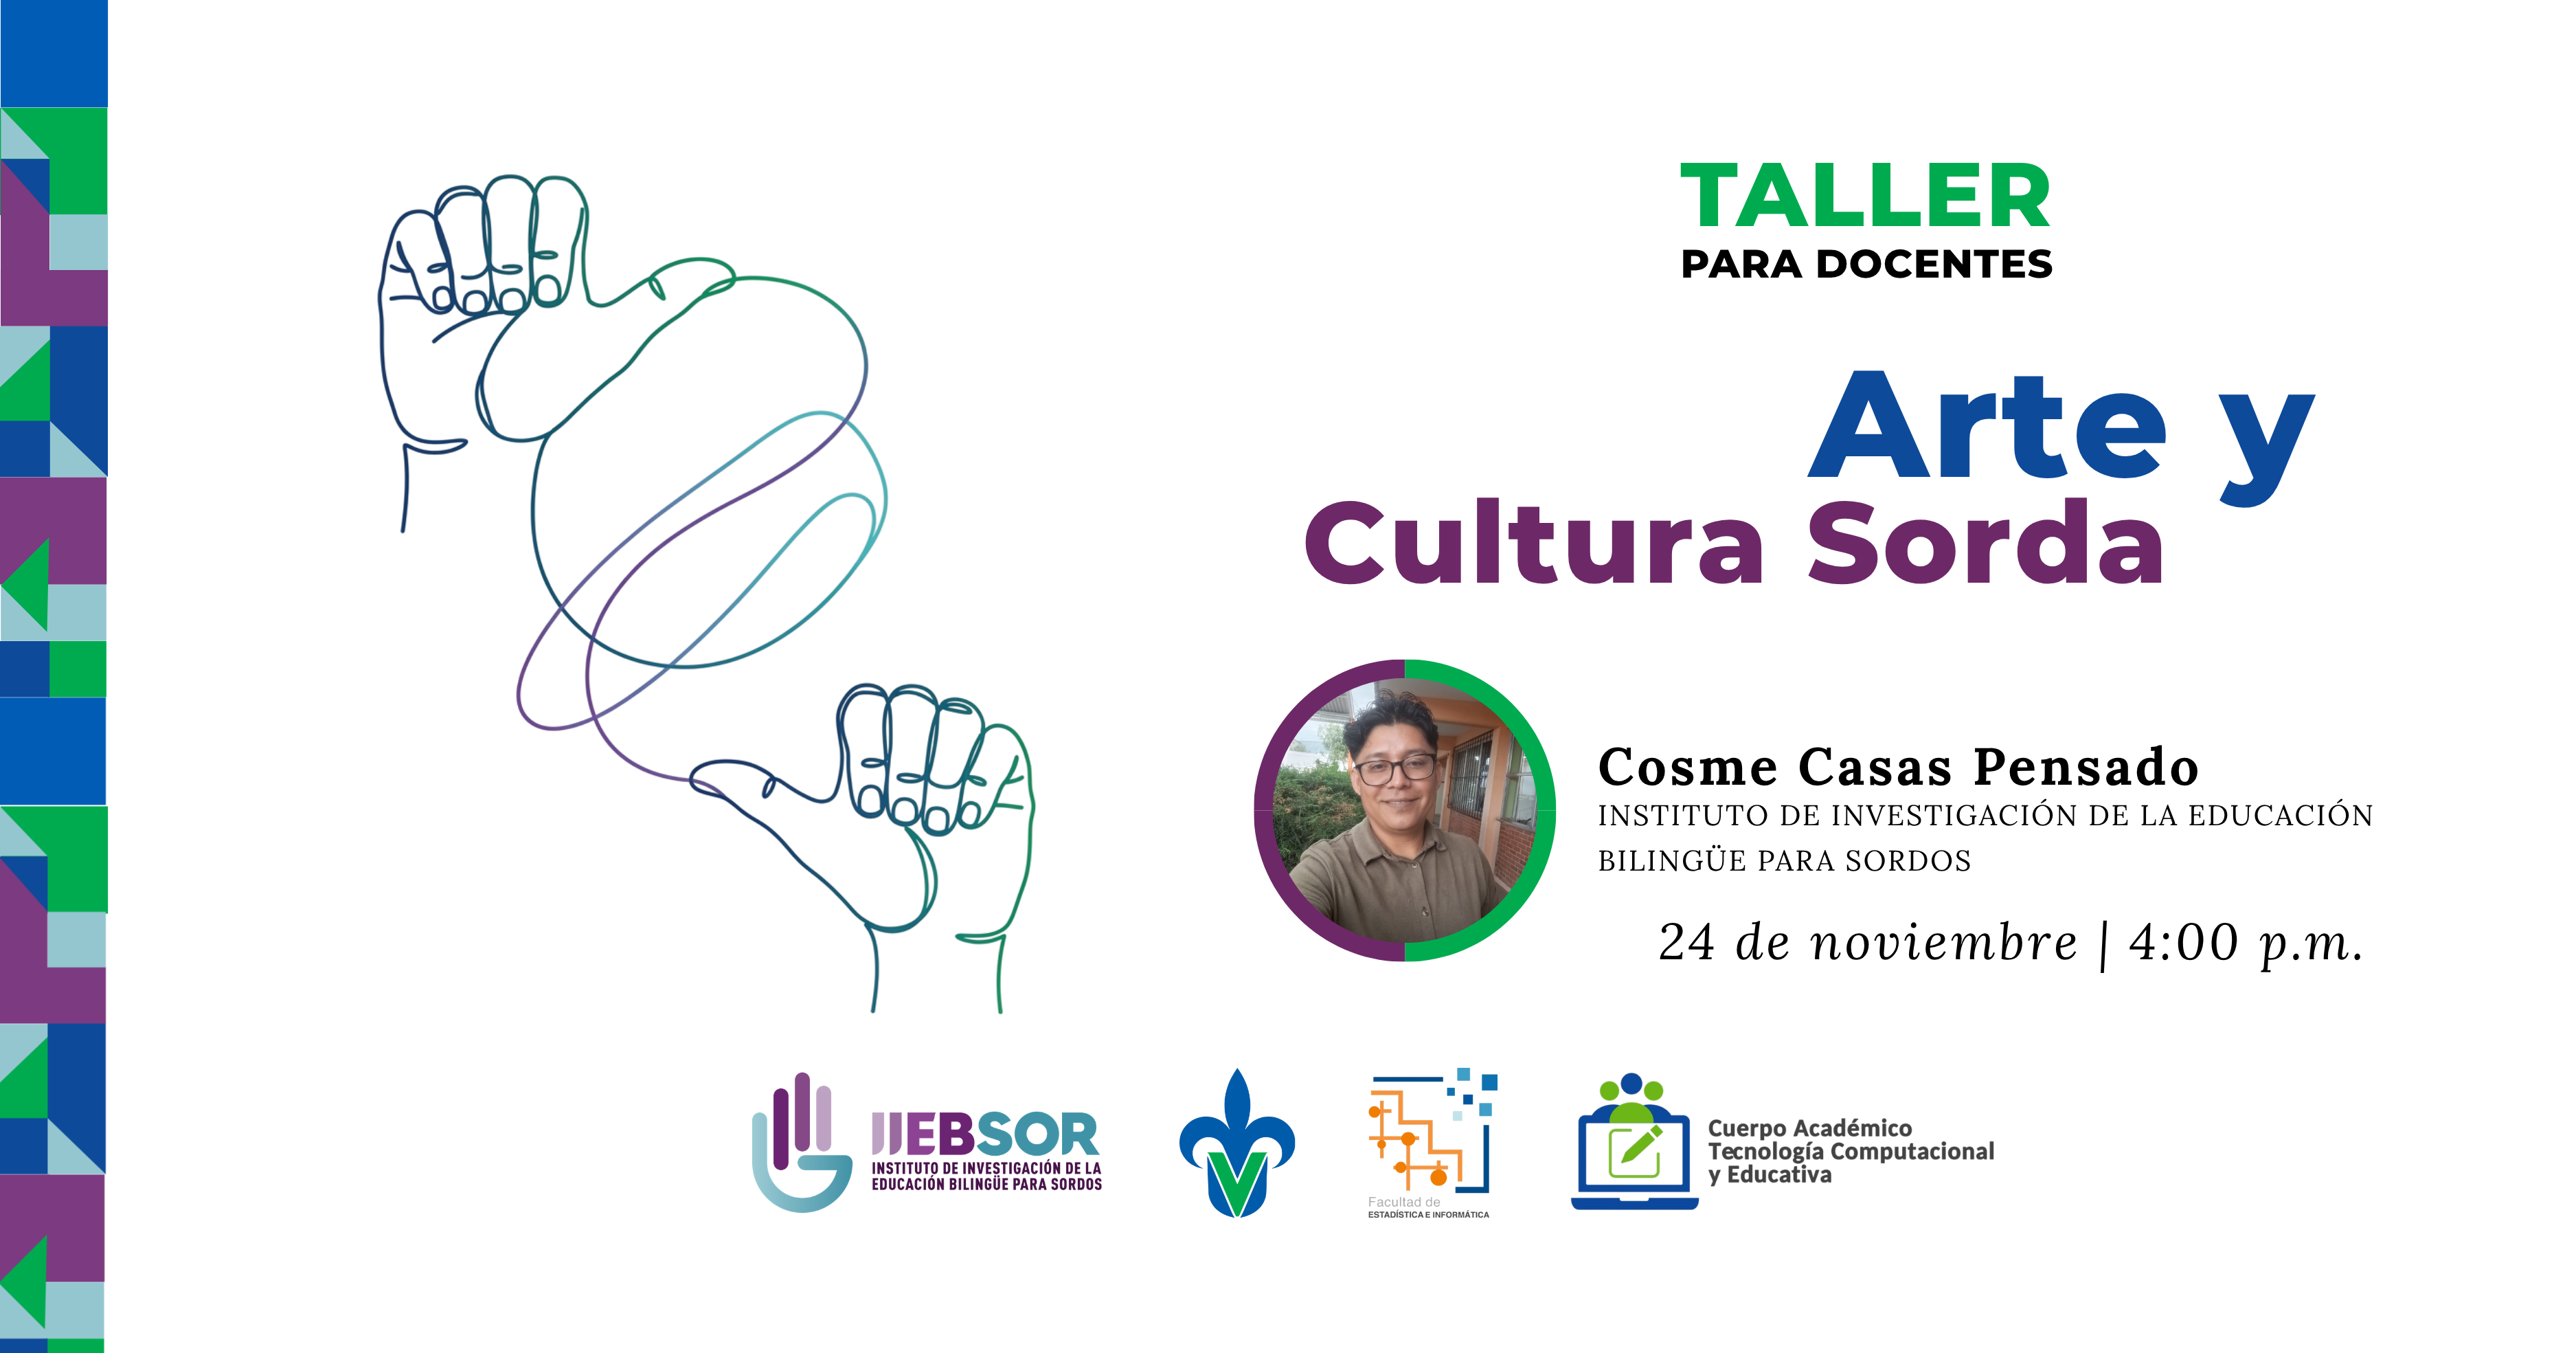 TALLER
PARA DOCENTES
Arte y
Cultura Sorda
Cosme Casas Pensado
INSTITUTO DE INVESTIGACIÓN DE LA EDUCACIÓN
BILINGÜE PARA SORDOS
24 de noviembre | 4:00 p.m.
IIEBSOR
INSTITUTO DE INVESTIGACIÓN DE LA
EDUCACIÓN BILINGÜE PARA SORDOS
V
Facultad de
ESTADÍSTICA E INFORMÁTICA
Cuerpo Académico
Tecnología Computacional
y Educativa